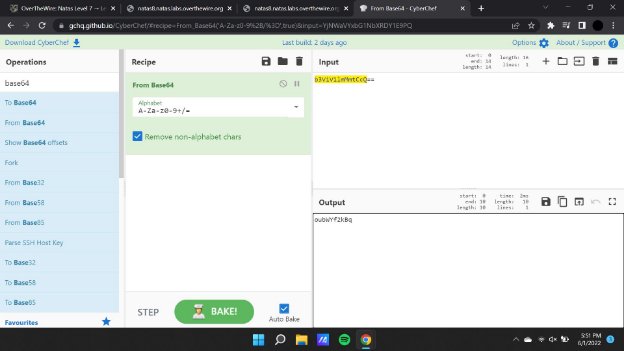 OverTheWire: Natas Level 7 → Le
natas8.natas.labs.overthewire.org
natas8.natas.labs.overthewire.org
From Base64 - CyberChef
gchq.github.io/CyberChef/#recipe=From_Base64('A-Za-z0-9%2B/%3D',true)&input=YjNWaVYxbG1NbXRDY1E9PQ
Download CyberChef
Last build: 2 days ago
Options
About / Support
Operations
base64
To Base64
From Base64
Show Base64 offsets
Fork
From Base32
From Base58
From Base85
Parse SSH Host Key
To Base32
To Base58
To Base85
Favourites
Recipe
From Base64
Alphabet
A-Za-z0-9+/=
Remove non-alphabet chars
STEP
BAKE!
Auto Bake
Input
start: 0
end: 14
length: 14
length: 16
lines: 1
b3ViV1lmMmtCcQ==
Output
start: 0
end: 10
length: 10
time: 2ms
length: 10
lines: 1
oubWYf2kBq
5:51 PM
6/1/2022